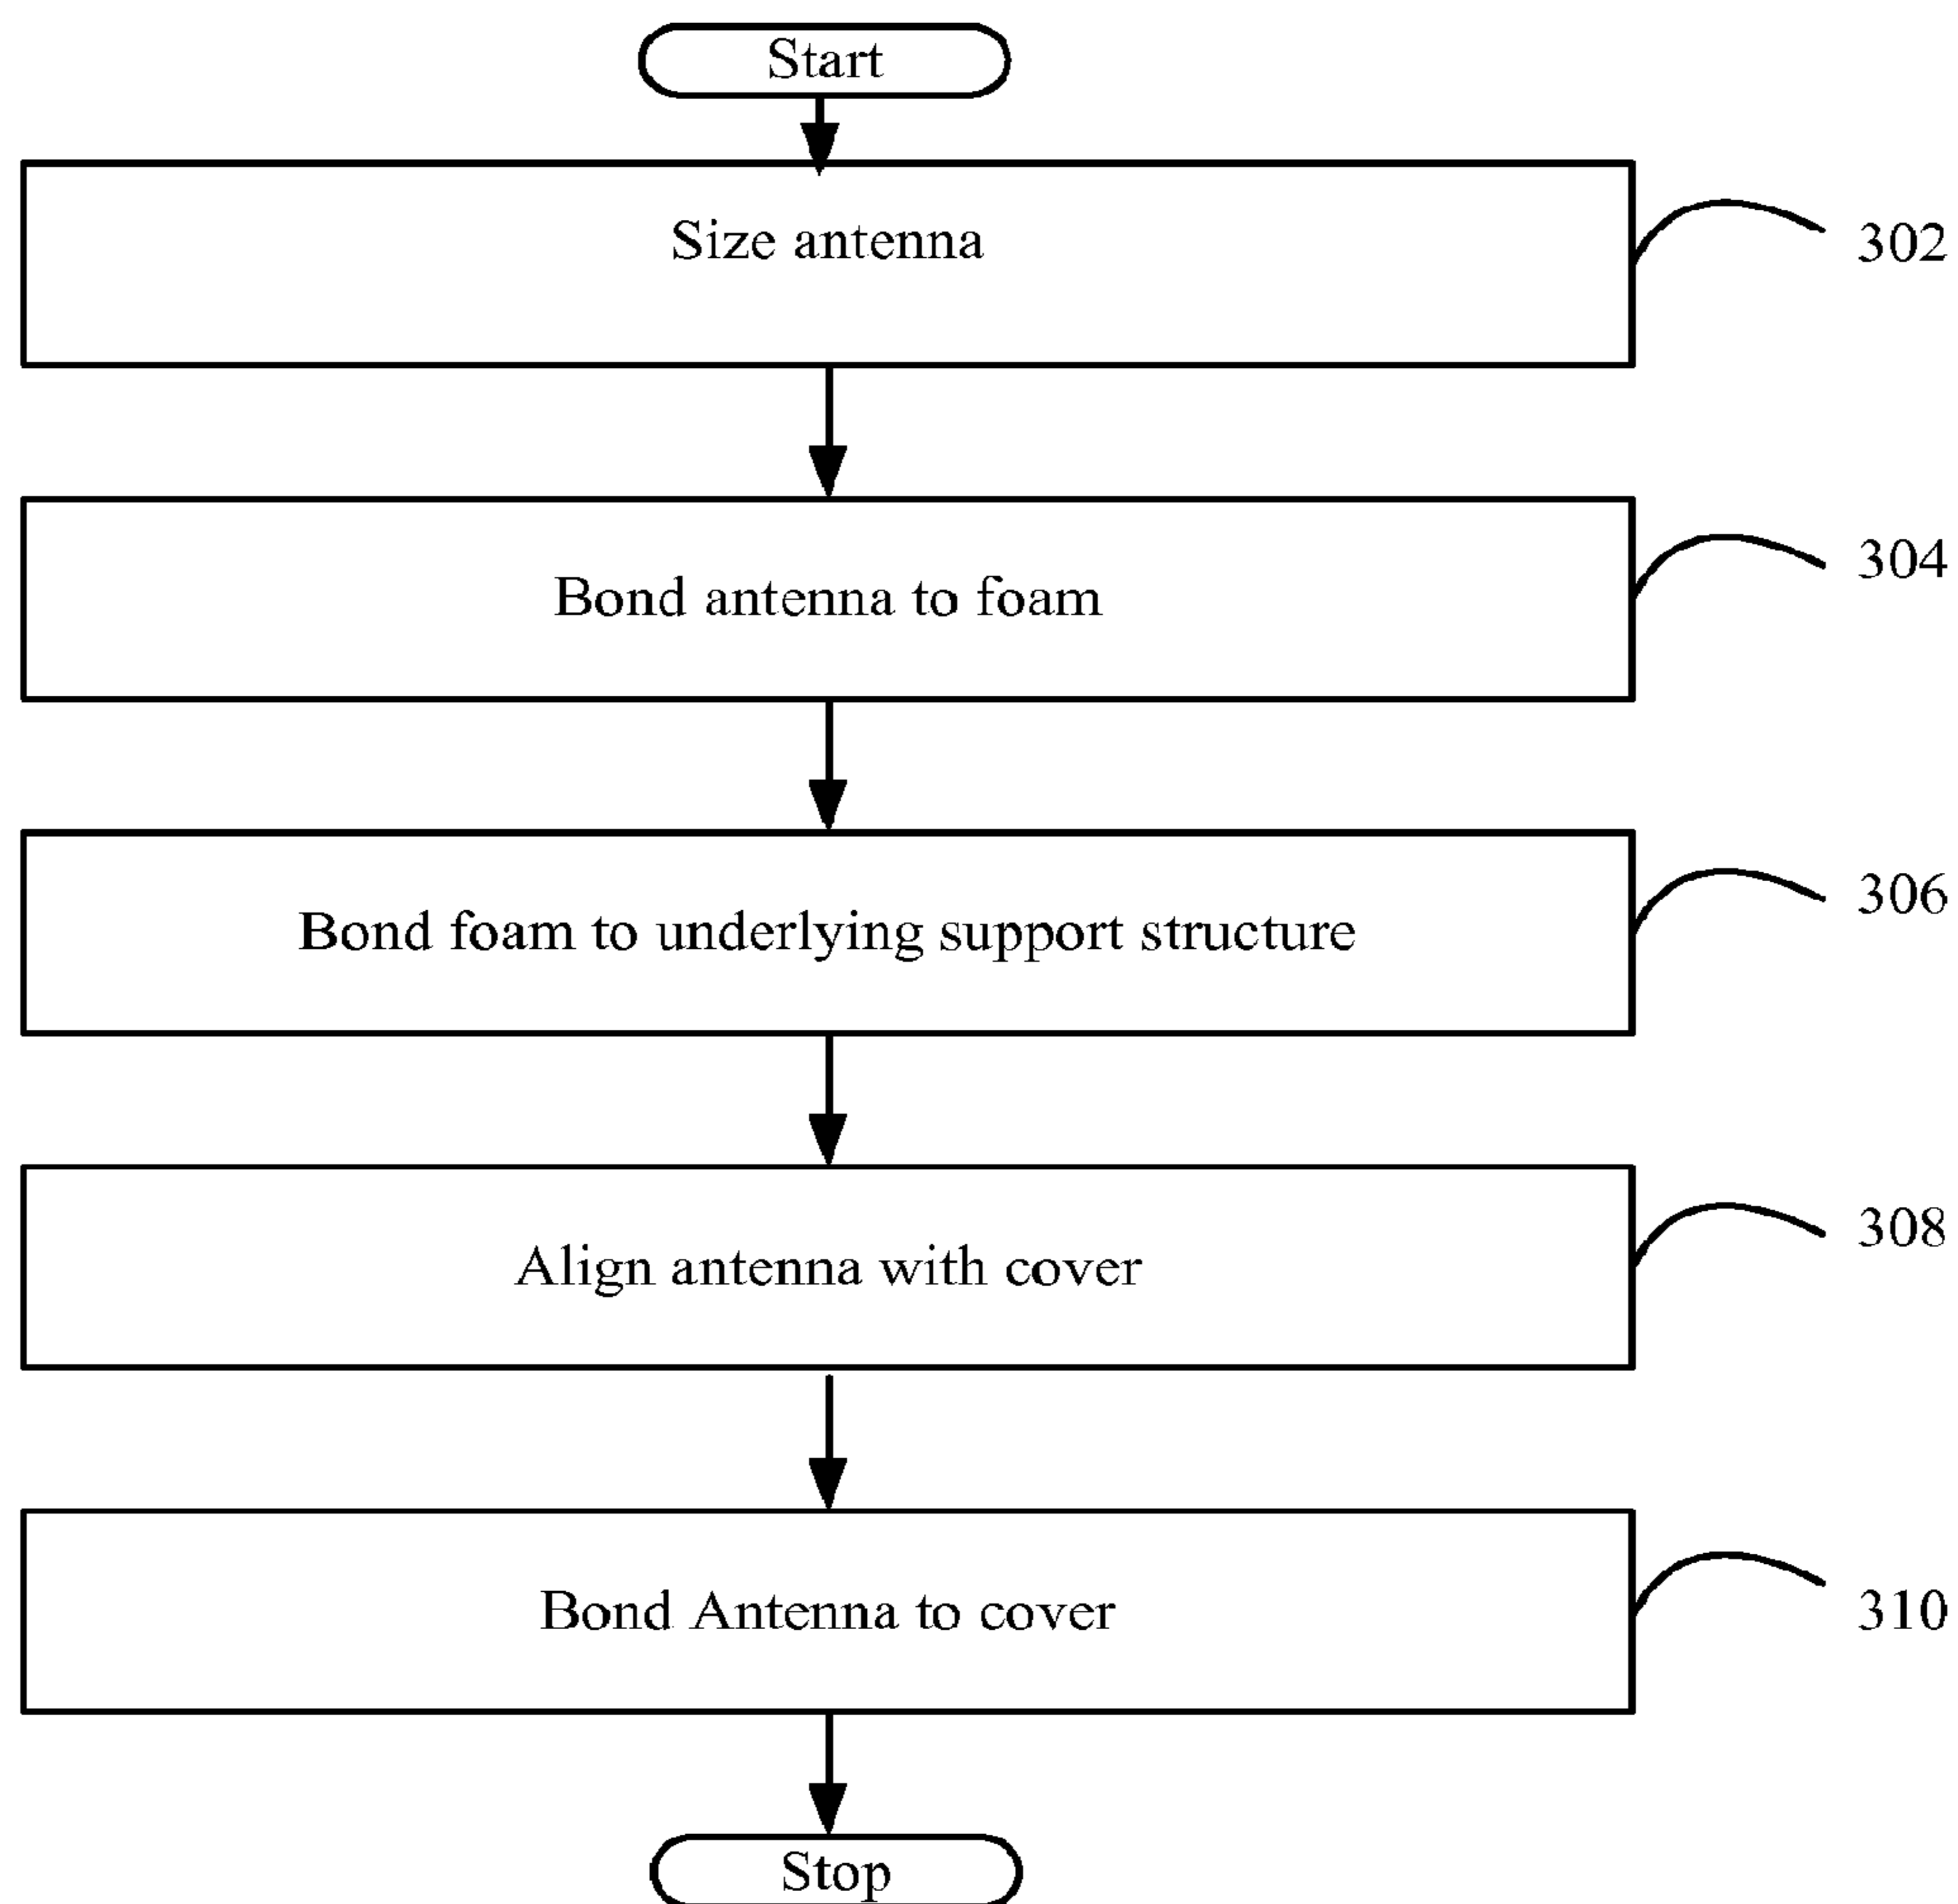 Start
Size antenna
302
Bond antenna to foam
304
Bond foam to underlying support structure
306
Align antenna with cover
308
Bond Antenna to cover
310
Stop